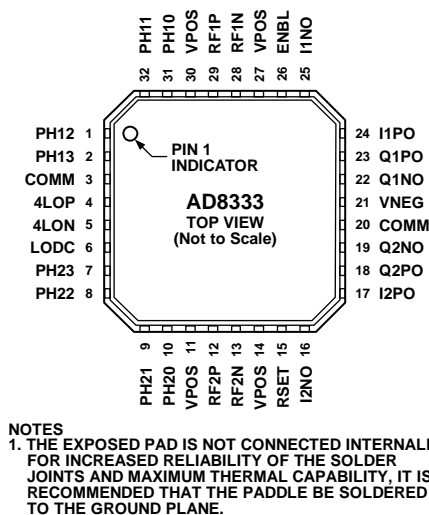 PH11 PH10 VPOS RF1P RF1N VPOS ENBL I1NO
32 31 30 29 28 27 26 25
PH12 1
PH13 2
COMM 3
4LOP 4
4LON 5
LODC 6
PH23 7
PH22 8
PIN 1
INDICATOR
AD8333
TOP VIEW
(Not to Scale)
24 I1PO
23 Q1PO
22 Q1NO
21 VNEG
20 COMM
19 Q2NO
18 Q2PO
17 I2PO
9 10 11 12 13 14 15 16
PH21 PH20 VPOS RF2P RF2N VPOS RSET I2NO
NOTES
1. THE EXPOSED PAD IS NOT CONNECTED INTERNALL
FOR INCREASED RELIABILITY OF THE SOLDER
JOINTS AND MAXIMUM THERMAL CAPABILITY, IT IS
RECOMMENDED THAT THE PADDLE BE SOLDERED
TO THE GROUND PLANE.